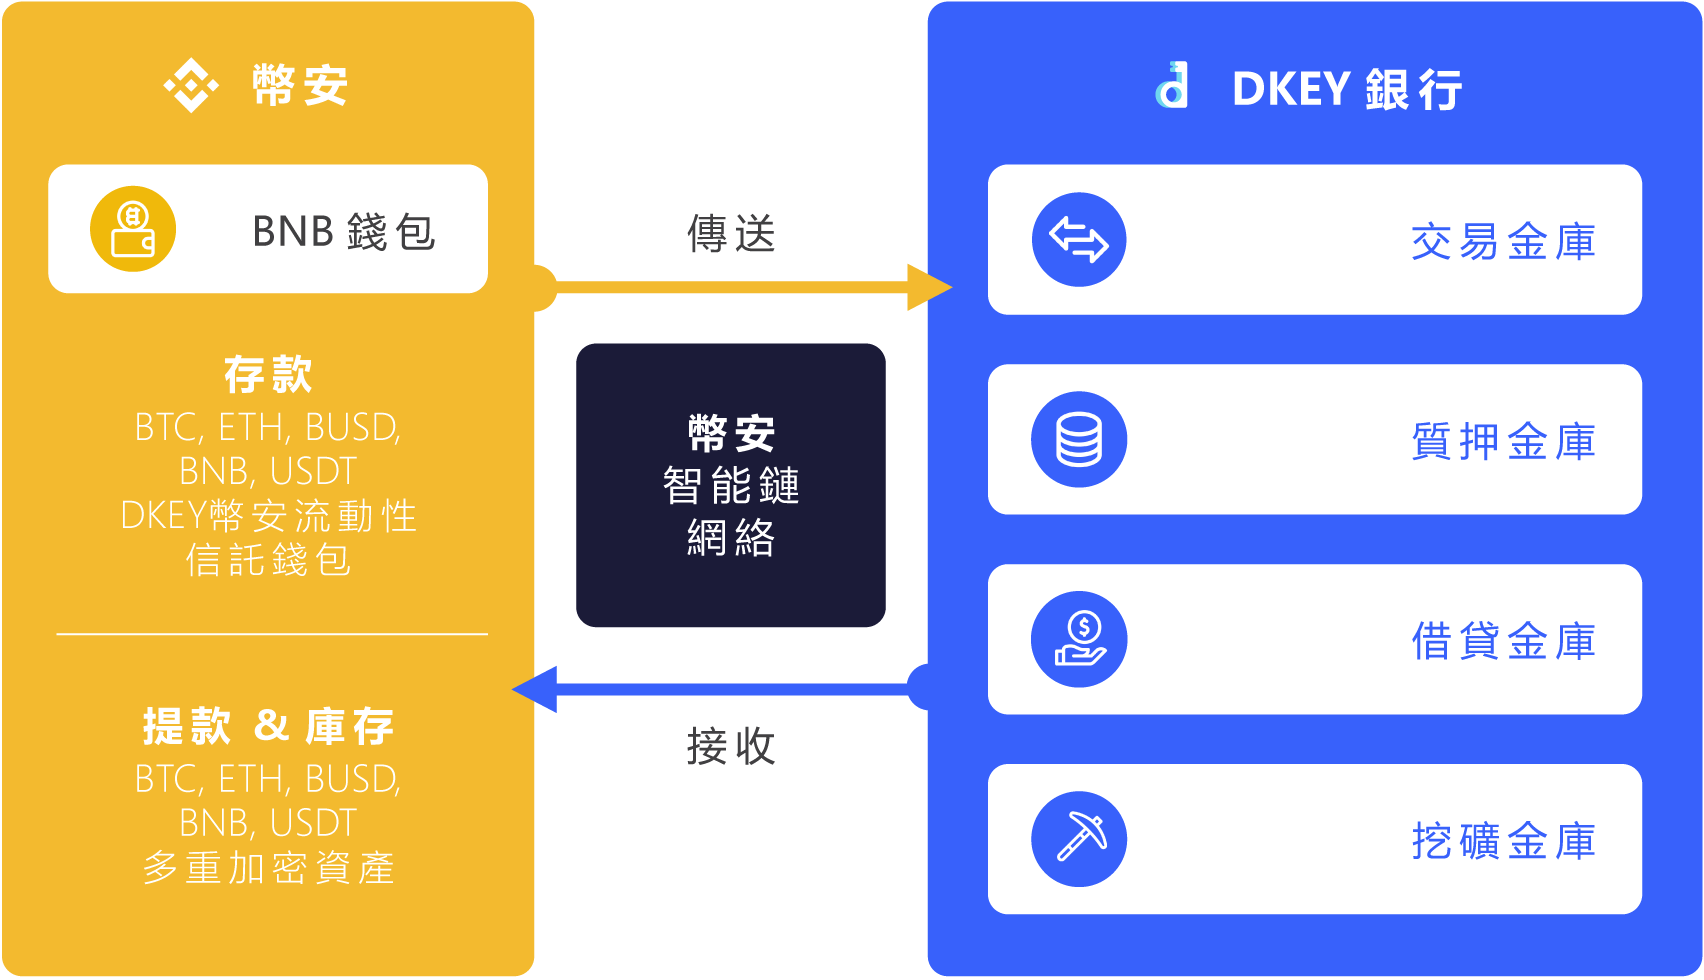 幣安
BNB 錢包
存款
BTC, ETH, BUSD,
BNB, USDT
DKEY幣安流動性
信託錢包
提款 & 庫存
BTC, ETH, BUSD,
BNB, USDT
多重加密資產
傳送
幣安
智能鏈
網絡
接收
DKEY 銀行
交易金庫
質押金庫
借貸金庫
挖礦金庫